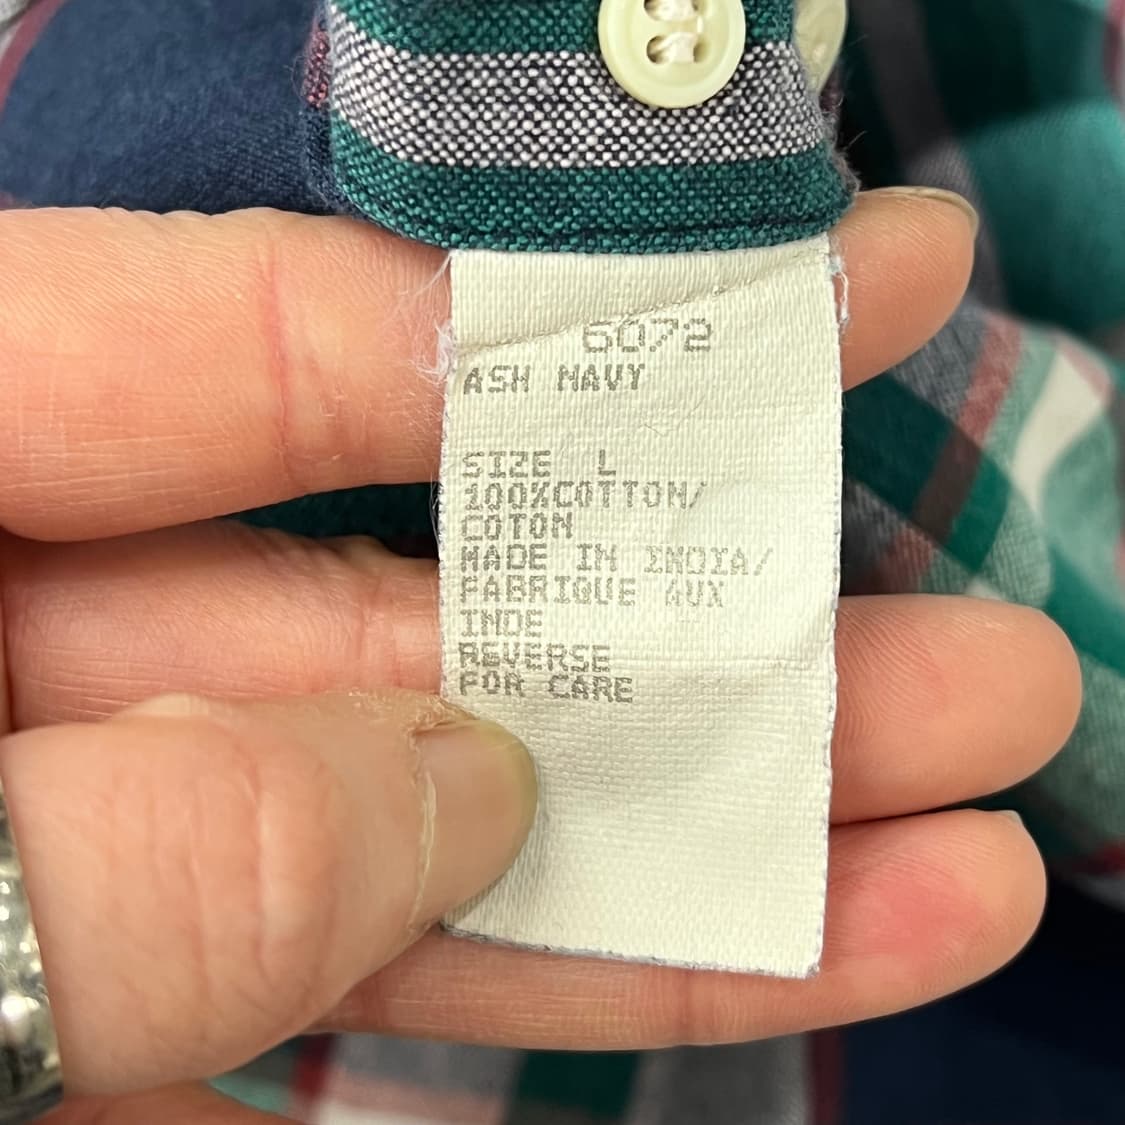 6072
ASH NAVY
SIZE L
100%COTTON/
COTON
MADE IN INDIA/
FABRIQUE AUX
INDE
REVERSE
FOR CARE